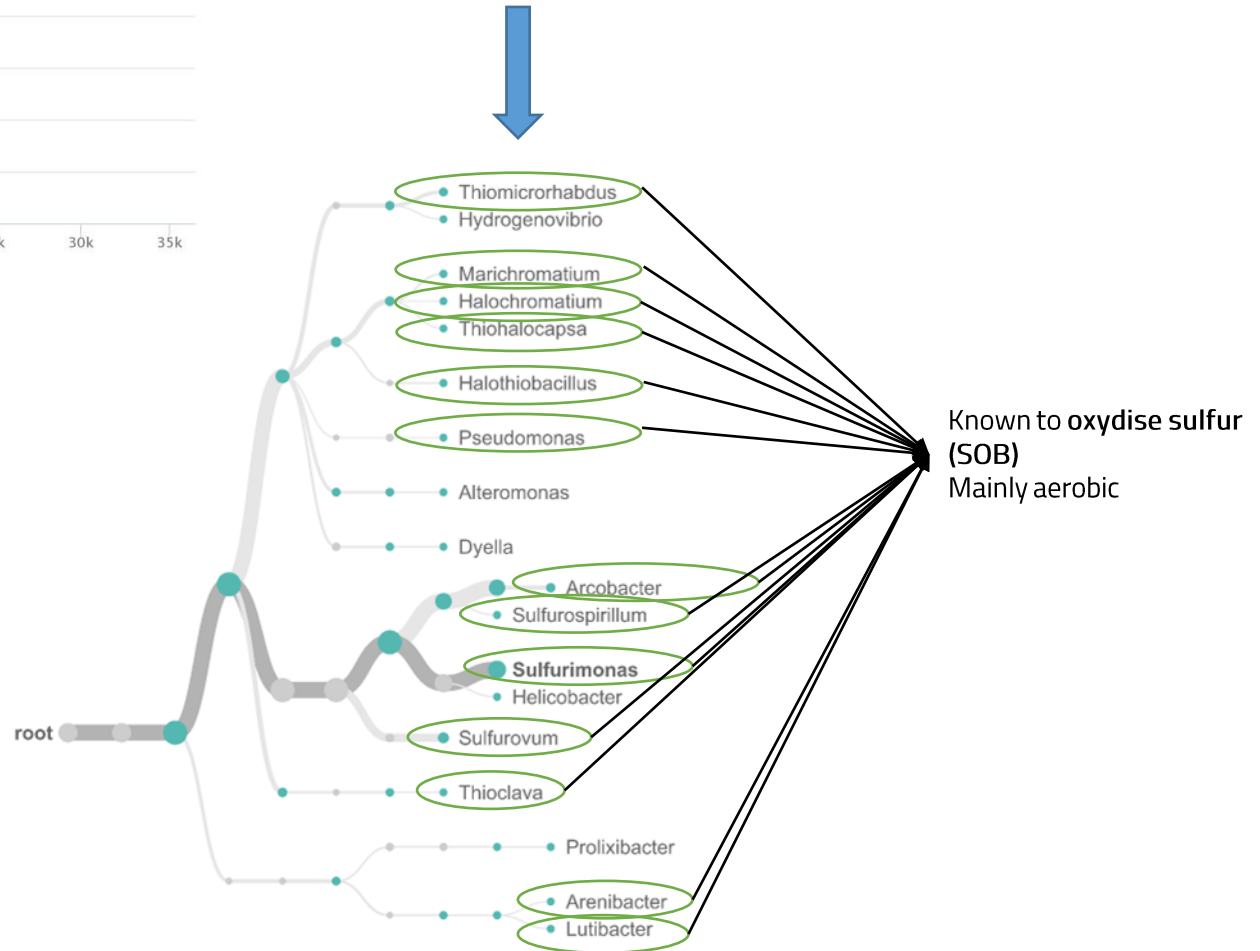 k 30k 35k
Thiomicrorhabdus
Hydrogenovibrio
Marichromatium
Halochromatium
Thiohalocapsa
Halothiobacillus
Pseudomonas
Alteromonas
Dyella
Arcobacter
Sulfurospirillum
Sulfurimonas
Helicobacter
root
Sulfurovum
Thioclava
Prolixibacter
Arenibacter
Lutibacter
Known to oxydise sulfur
(SOB)
Mainly aerobic